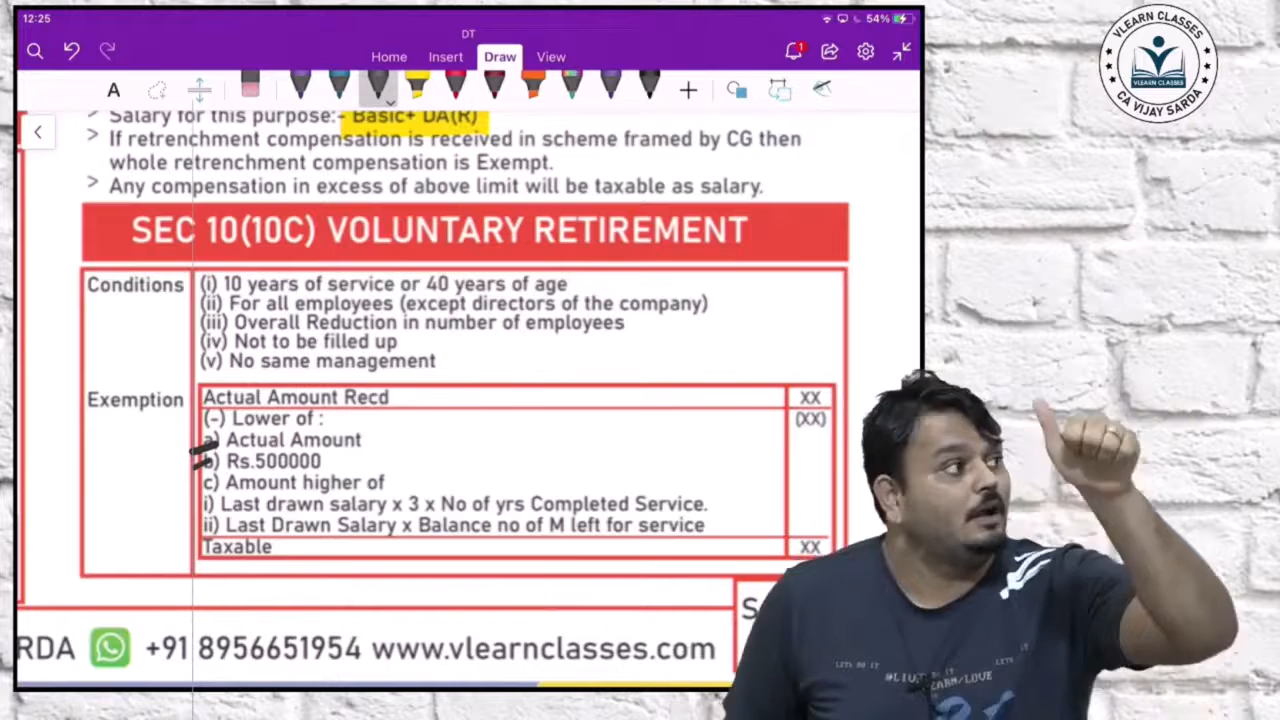 12:25
54%
DT
Home Insert Draw View
1
A
> Salary for this purpose:- Basic+ DA(R)
> If retrenchment compensation is received in scheme framed by CG then
whole retrenchment compensation is Exempt.
> Any compensation in excess of above limit will be taxable as salary.
SEC 10(10C) VOLUNTARY RETIREMENT
Conditions
(i) 10 years of service or 40 years of age
(ii) For all employees (except directors of the company)
(iii) Overall Reduction in number of employees
(iv) Not to be filled up
(v) No same management
Exemption
Actual Amount Recd XX
(-) Lower of : (XX)
a) Actual Amount
b) Rs.500000
c) Amount higher of
i) Last drawn salary x 3 x No of yrs Completed Service.
ii) Last Drawn Salary x Balance no of M left for service
Taxable XX
RDA +91 8956651954 www.vlearnclasses.com
S
VLEARN CLASSES
VLEARN CLASSES
CA VIJAY SARDA
LETS DO IT